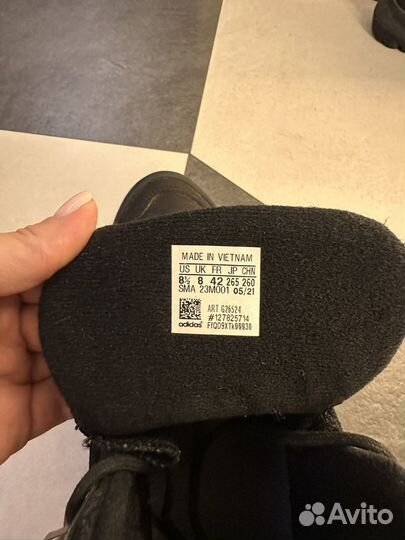 MADE IN VIETNAM
US UK FR JP CHN
8½ 8 42 265 260
SMA 23M001 05/21
ART G26524
#127825714
adidas FfQD9XTk00030
Avito